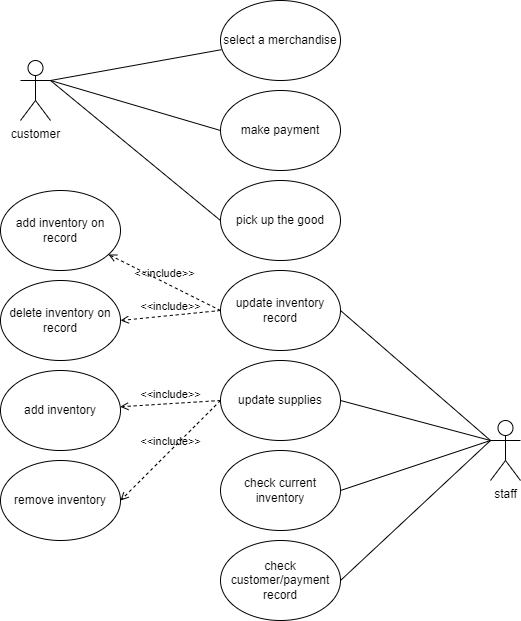 select a merchandise
customer
make payment
pick up the good
add inventory on
record
<<include>>
update inventory
record
delete inventory on
record
<<include>>
add inventory
<<include>>
update supplies
<<include>>
remove inventory
check current
inventory
staff
check
customer/payment
record